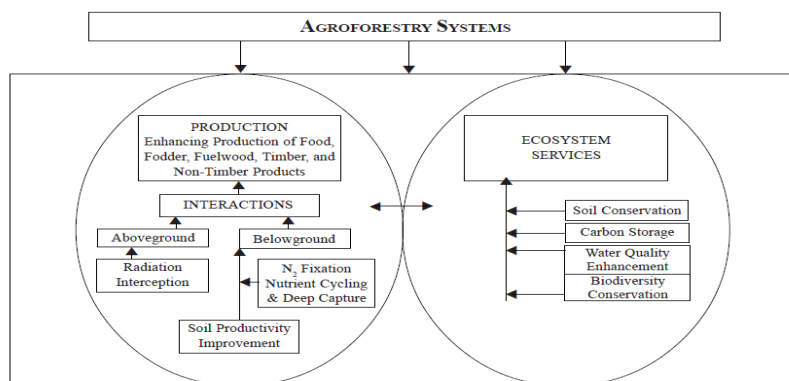 AGROFORESTRY SYSTEMS
PRODUCTION
Enhancing Production of Food,
Fodder, Fuelwood, Timber, and
Non-Timber Products
INTERACTIONS
Aboveground
Belowground
Radiation
Interception
N₂ Fixation
Nutrient Cycling
& Deep Capture
Soil Productivity
Improvement
ECOSYSTEM
SERVICES
Soil Conservation
Carbon Storage
Water Quality
Enhancement
Biodiversity
Conservation